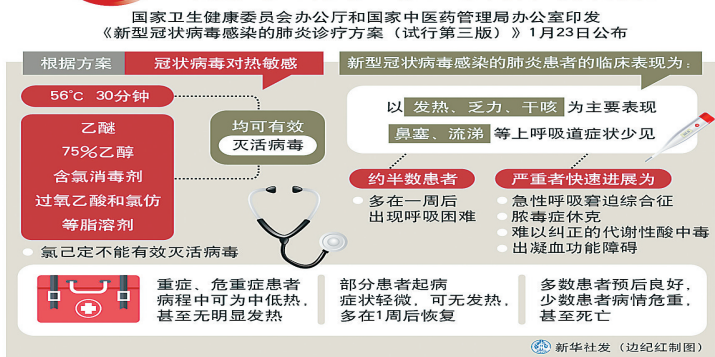 国家卫生健康委员会办公厅和国家中医药管理局办公室印发
《新型冠状病毒感染的肺炎诊疗方案（试行第三版）》1月23日公布
根据方案 冠状病毒对热敏感
56℃ 30分钟
乙醚
75%乙醇
含氯消毒剂
过氧乙酸和氯仿
等脂溶剂
均可有效
灭活病毒
氯己定不能有效灭活病毒
新型冠状病毒感染的肺炎患者的临床表现为：
以 发热、乏力、干咳 为主要表现
鼻塞、流涕 等上呼吸道症状少见
约半数患者
多在一周后
出现呼吸困难
严重者快速进展为
急性呼吸窘迫综合征
脓毒症休克
难以纠正的代谢性酸中毒
出凝血功能障碍
重症、危重症患者
病程中可为中低热，
甚至无明显发热
部分患者起病
症状轻微，可无发热，
多在1周后恢复
多数患者预后良好，
少数患者病情危重，
甚至死亡
新华社发（边纪红制图）